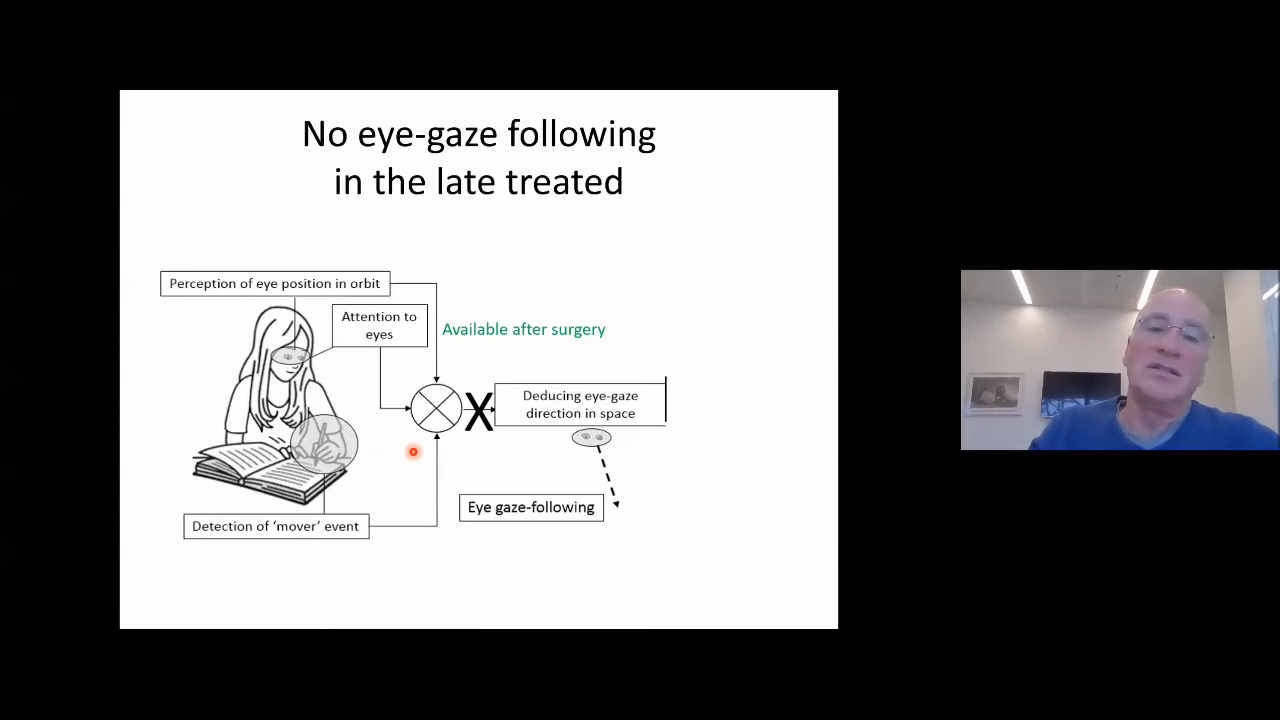 No eye-gaze following
in the late treated
Perception of eye position in orbit
Attention to
eyes
Available after surgery
Deducing eye-gaze
direction in space
X
Eye gaze-following
Detection of ‘mover’ event